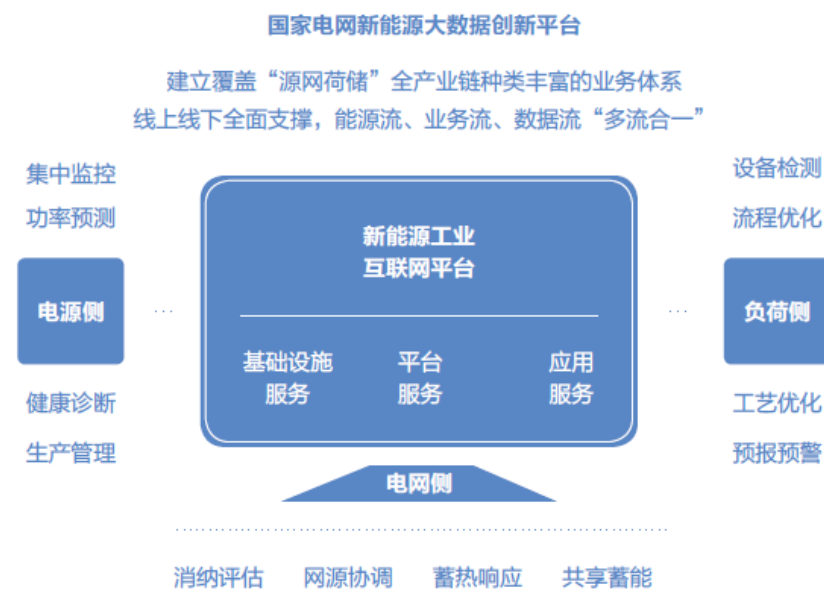 国家电网新能源大数据创新平台
建立覆盖“源网荷储”全产业链种类丰富的业务体系
线上线下全面支撑，能源流、业务流、数据流“多流合一”
集中监控
功率预测
电源侧
健康诊断
生产管理
新能源工业
互联网平台
基础设施
服务
平台
服务
应用
服务
设备检测
流程优化
负荷侧
工艺优化
预报预警
电网侧
消纳评估 网源协调 蓄热响应 共享蓄能